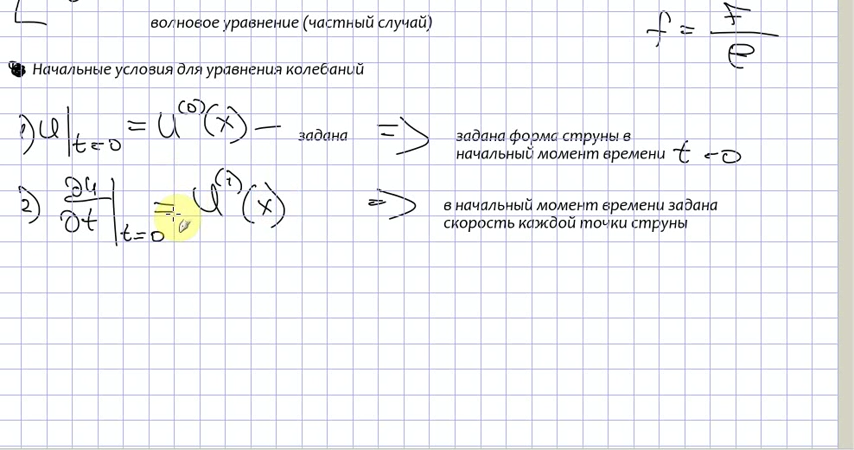 волновое уравнение (частный случай)
f = F / ρ
Начальные условия для уравнения колебаний
1) u|t=0 = u^(0)(x) — задана => задана форма струны в
начальный момент времени t=0
2) ∂u/∂t|t=0 = u^(1)(x) => в начальный момент времени задана
скорость каждой точки струны